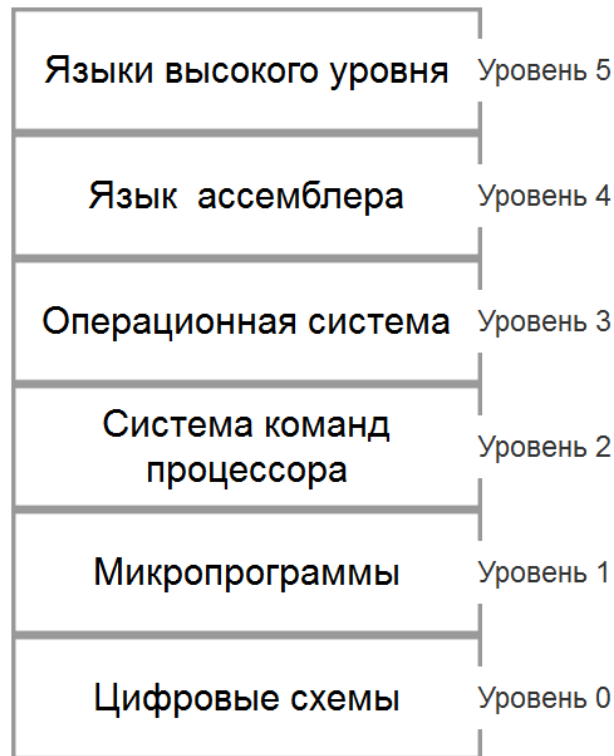 Языки высокого уровня Уровень 5
Язык ассемблера Уровень 4
Операционная система Уровень 3
Система команд
процессора Уровень 2
Микропрограммы Уровень 1
Цифровые схемы Уровень 0